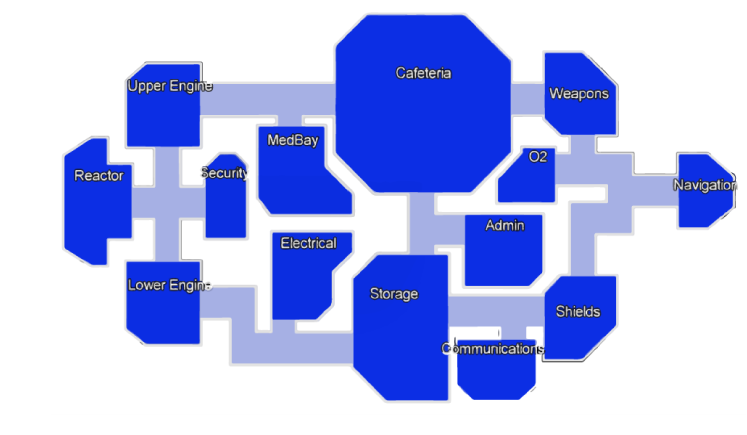 Cafeteria
Upper Engine
Weapons
MedBay
O2
Reactor
Security
Navigation
Admin
Electrical
Lower Engine
Storage
Shields
Communications